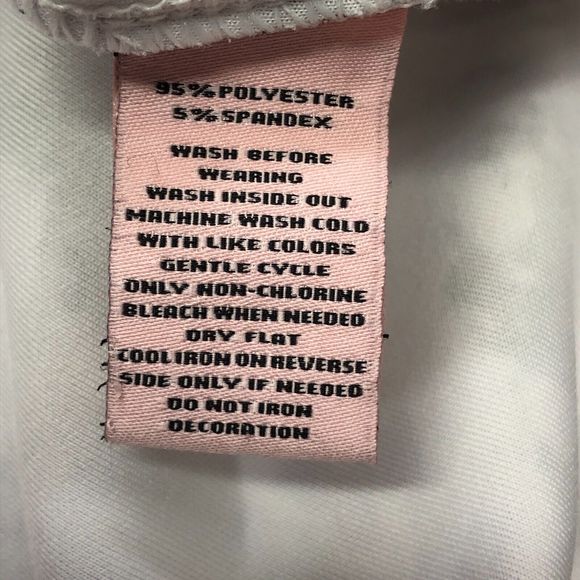 95% POLYESTER
5% SPANDEX
WASH BEFORE
WEARING
WASH INSIDE OUT
MACHINE WASH COLD
WITH LIKE COLORS
GENTLE CYCLE
ONLY NON-CHLORINE
BLEACH WHEN NEEDED
DRY FLAT
COOL IRON ON REVERSE
SIDE ONLY IF NEEDED
DO NOT IRON
DECORATION